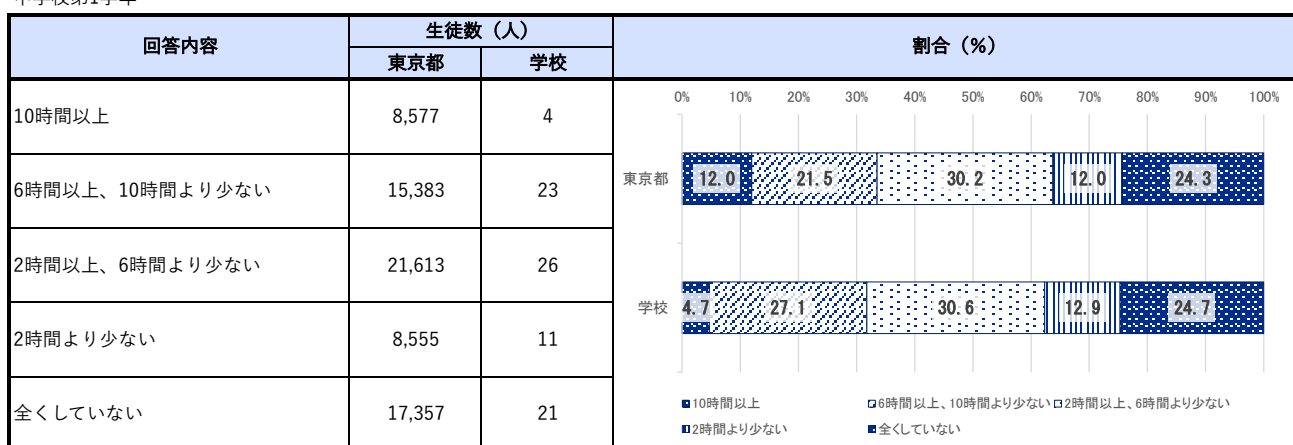 中学校第1学年
回答内容 生徒数（人） 割合（%）
東京都 学校
10時間以上 8,577 4
6時間以上、10時間より少ない 15,383 23
2時間以上、6時間より少ない 21,613 26
2時間より少ない 8,555 11
全くしていない 17,357 21
0% 10% 20% 30% 40% 50% 60% 70% 80% 90% 100%
東京都 12.0 21.5 30.2 12.0 24.3
学校 4.7 27.1 30.6 12.9 24.7
10時間以上 6時間以上、10時間より少ない 2時間以上、6時間より少ない
2時間より少ない 全くしていない